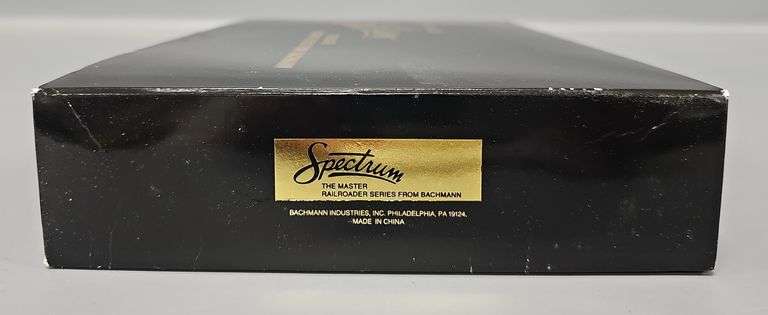 Spectrum
THE MASTER
RAILROADER SERIES FROM BACHMANN
BACHMANN INDUSTRIES, INC. PHILADELPHIA, PA 19124.
MADE IN CHINA